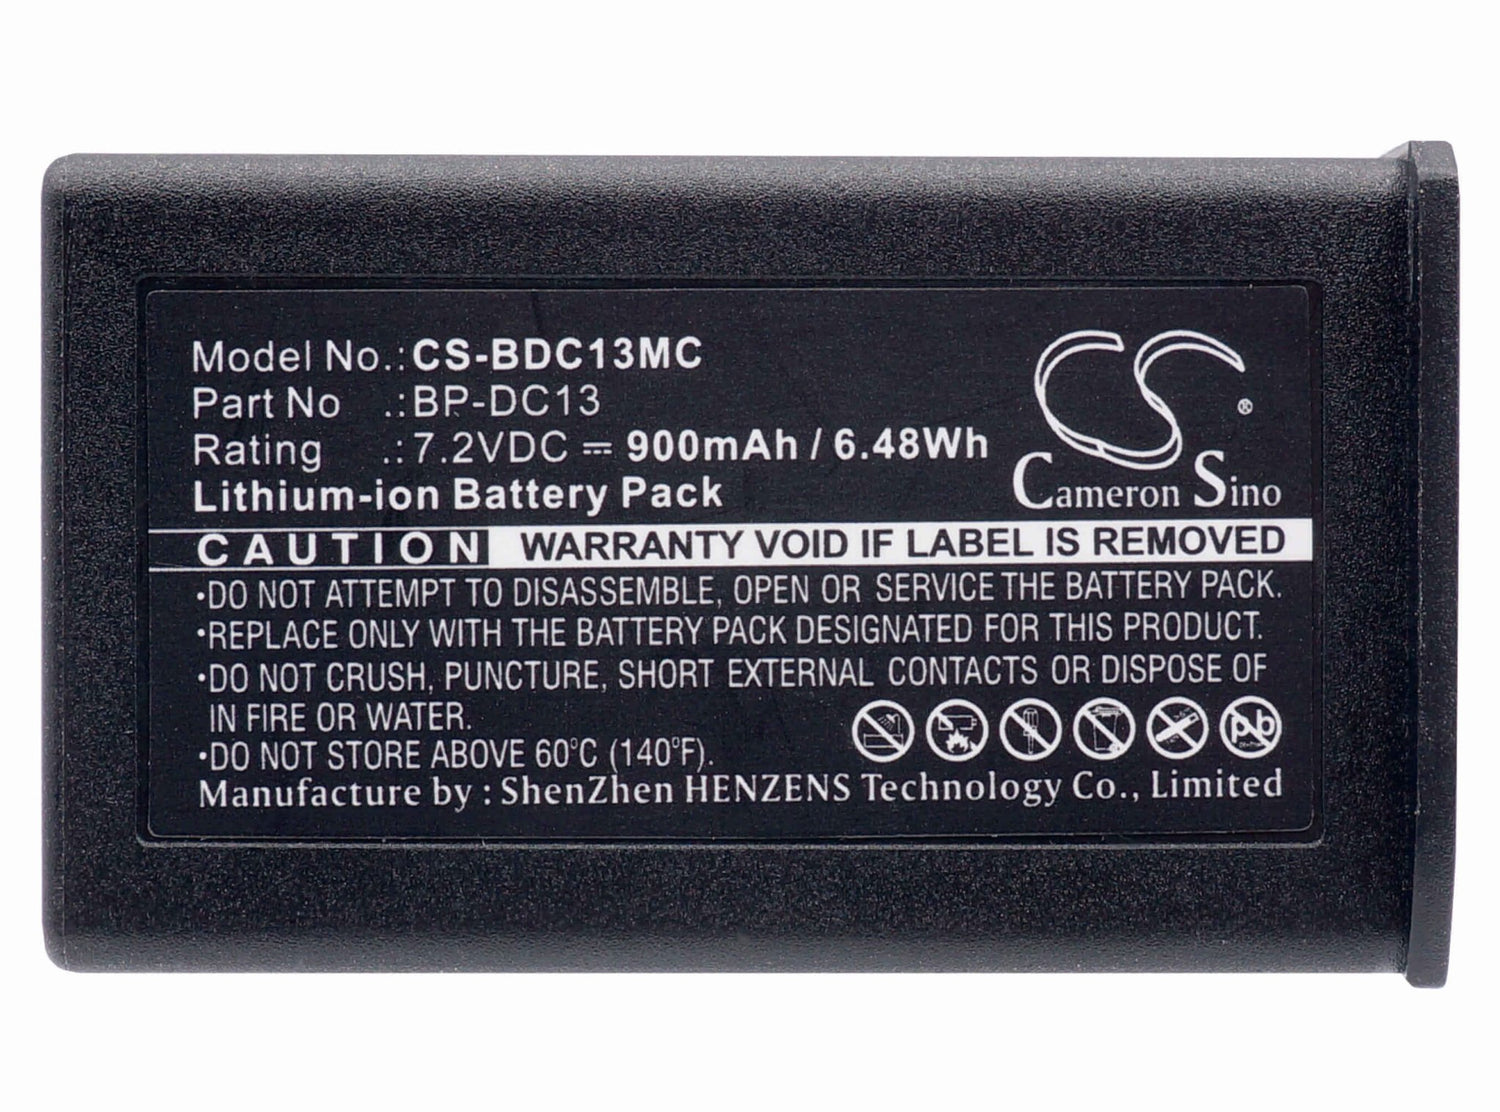 Model No.: CS-BDC13MC
Part No .: BP-DC13
Rating .: 7.2VDC ⎓ 900mAh / 6.48Wh
Lithium-ion Battery Pack
CS®
Cameron Sino
CAUTION WARRANTY VOID IF LABEL IS REMOVED
•DO NOT ATTEMPT TO DISASSEMBLE, OPEN OR SERVICE THE BATTERY PACK.
•REPLACE ONLY WITH THE BATTERY PACK DESIGNATED FOR THIS PRODUCT.
•DO NOT CRUSH, PUNCTURE, SHORT EXTERNAL CONTACTS OR DISPOSE OF
IN FIRE OR WATER.
•DO NOT STORE ABOVE 60°C (140°F).
Pb
Manufacture by : ShenZhen HENZENS Technology Co., Limited